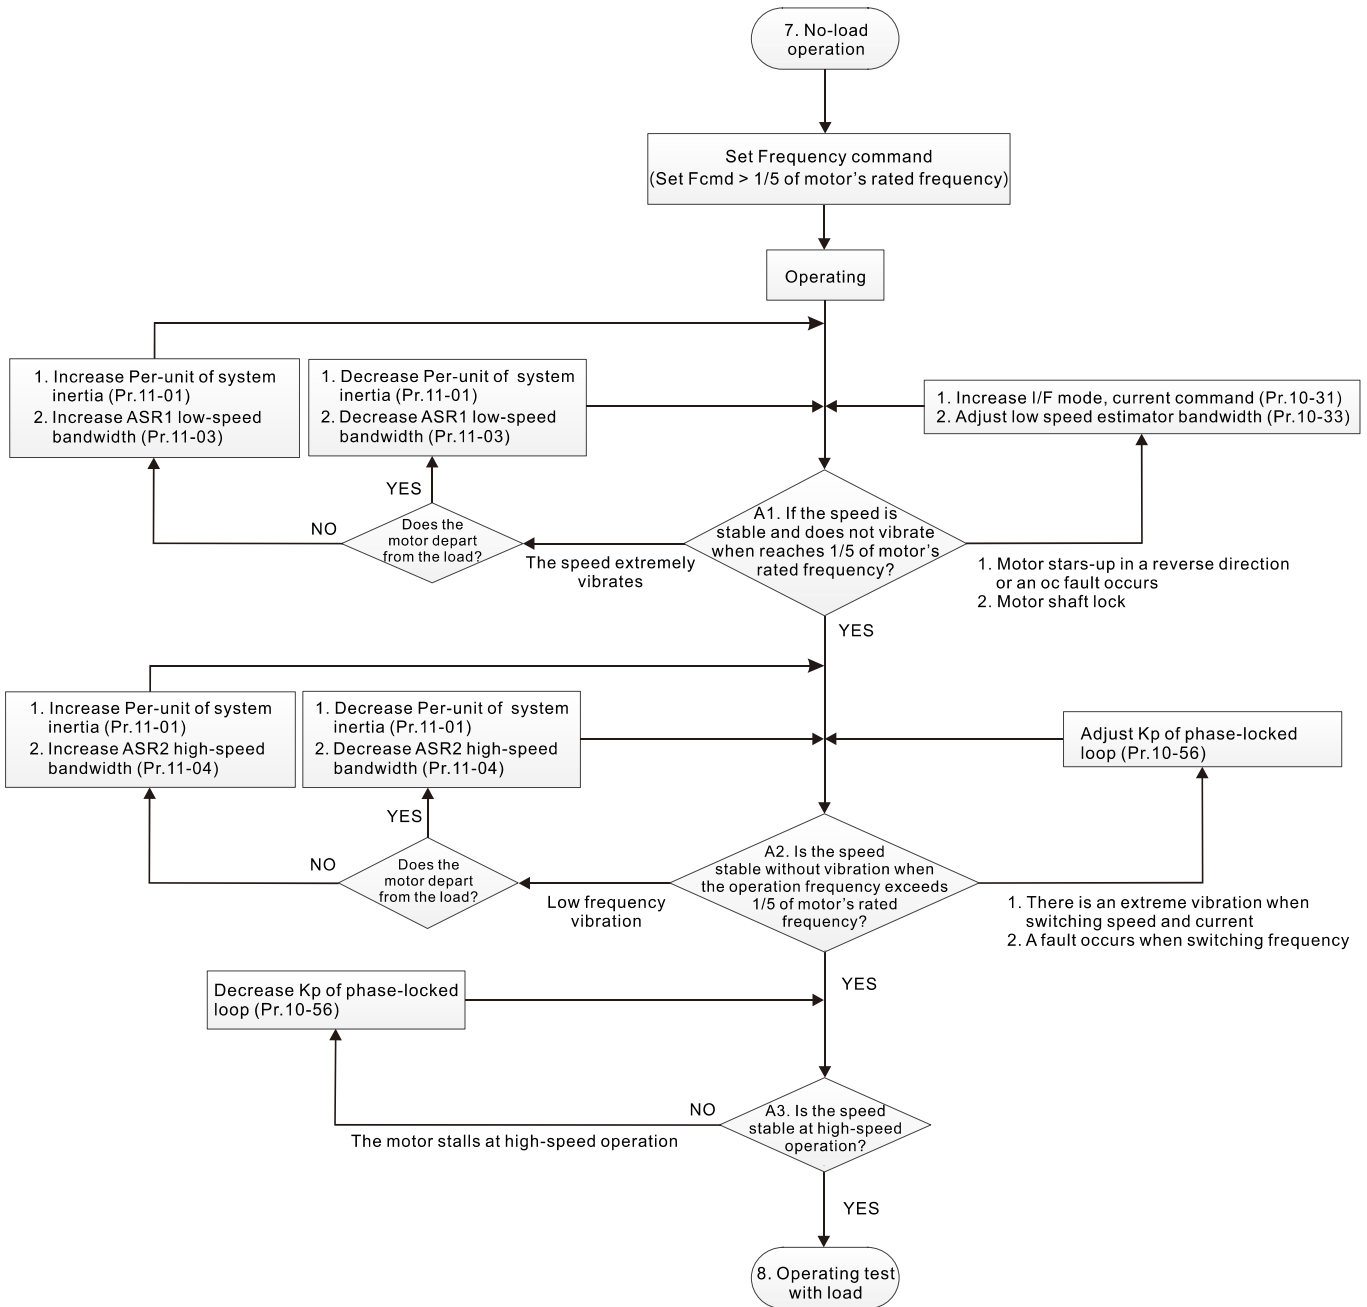 7. No-load
operation
Set Frequency command
(Set Fcmd > 1/5 of motor's rated frequency)
Operating
1. Increase Per-unit of system
inertia (Pr.11-01)
2. Increase ASR1 low-speed
bandwidth (Pr.11-03)
1. Decrease Per-unit of system
inertia (Pr.11-01)
2. Decrease ASR1 low-speed
bandwidth (Pr.11-03)
1. Increase I/F mode, current command (Pr.10-31)
2. Adjust low speed estimator bandwidth (Pr.10-33)
YES
NO
Does the
motor depart
from the load?
The speed extremely
vibrates
A1. If the speed is
stable and does not vibrate
when reaches 1/5 of motor's
rated frequency?
1. Motor stars-up in a reverse direction
or an oc fault occurs
2. Motor shaft lock
YES
1. Increase Per-unit of system
inertia (Pr.11-01)
2. Increase ASR2 high-speed
bandwidth (Pr.11-04)
1. Decrease Per-unit of system
inertia (Pr.11-01)
2. Decrease ASR2 high-speed
bandwidth (Pr.11-04)
Adjust Kp of phase-locked
loop (Pr.10-56)
YES
NO
Does the
motor depart
from the load?
Low frequency
vibration
A2. Is the speed
stable without vibration when
the operation frequency exceeds
1/5 of motor's rated
frequency?
1. There is an extreme vibration when
switching speed and current
2. A fault occurs when switching frequency
YES
Decrease Kp of phase-locked
loop (Pr.10-56)
NO
The motor stalls at high-speed operation
A3. Is the speed
stable at high-speed
operation?
YES
8. Operating test
with load